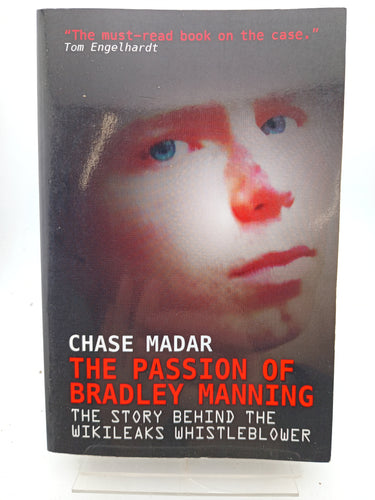 “The must-read book on the case.”
Tom Engelhardt
CHASE MADAR
THE PASSION OF
BRADLEY MANNING
THE STORY BEHIND THE
WIKILEAKS WHISTLEBLOWER